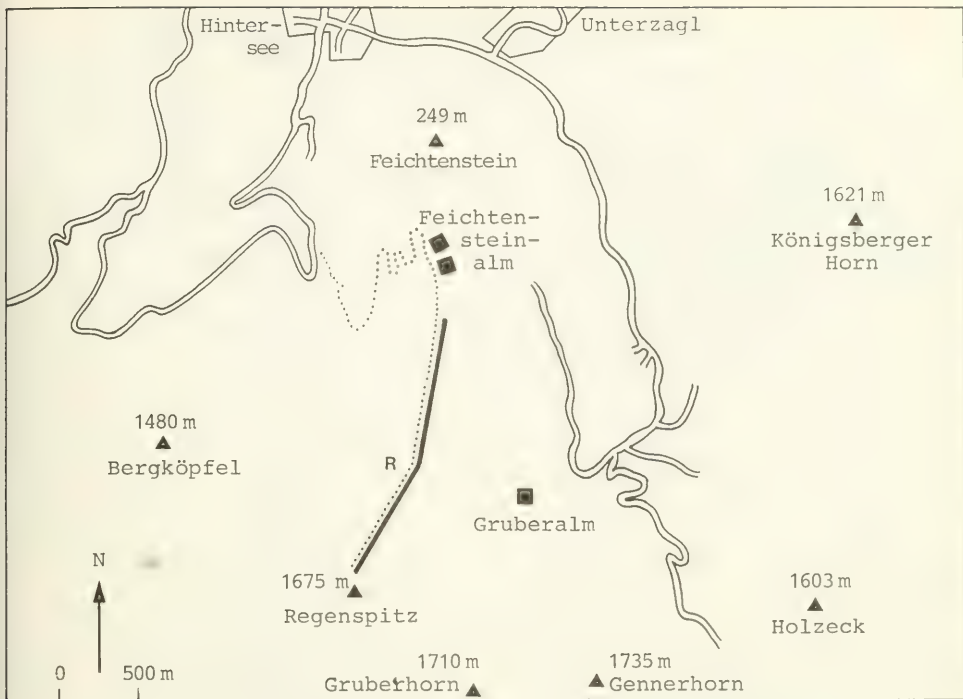 Hinter-
see
Unterzagl
249 m
Feichtenstein
1621 m
Königsberger
Horn
Feichten-
stein-
alm
1480 m
Bergköpfel
R
Gruberalm
N
1675 m
Regenspitz
1603 m
Holzeck
0 500 m
1710 m
Gruberhorn
1735 m
Gennerhorn